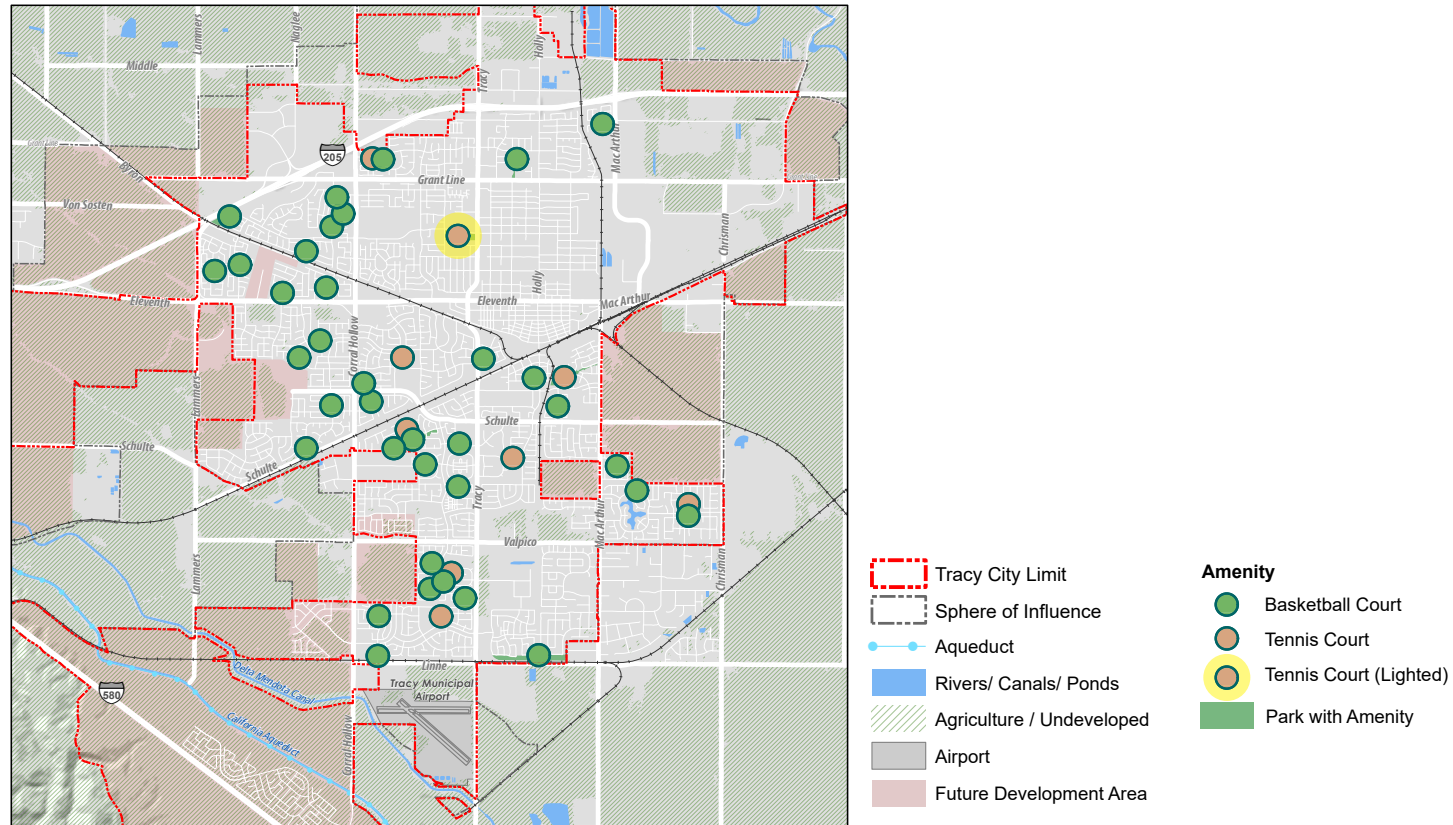 Lammers
Naglee
Holly
Middle
Tracy
205
Mac Arthur
Byron
Grant Line
Von Sosten
Chrisman
Holly
Eleventh
Eleventh
Mac Arthur
Corral Hollow
Lammers
Schulte
Schulte
Schulte
Tracy
Mac Arthur
Valpico
Lammers
Chrisman
Linne
Delta Mendota Canal
Tracy Municipal
Airport
580
California Aqueduct
Corral Hollow
Tracy City Limit
Sphere of Influence
Aqueduct
Rivers/ Canals/ Ponds
Agriculture / Undeveloped
Airport
Future Development Area
Amenity
Basketball Court
Tennis Court
Tennis Court (Lighted)
Park with Amenity